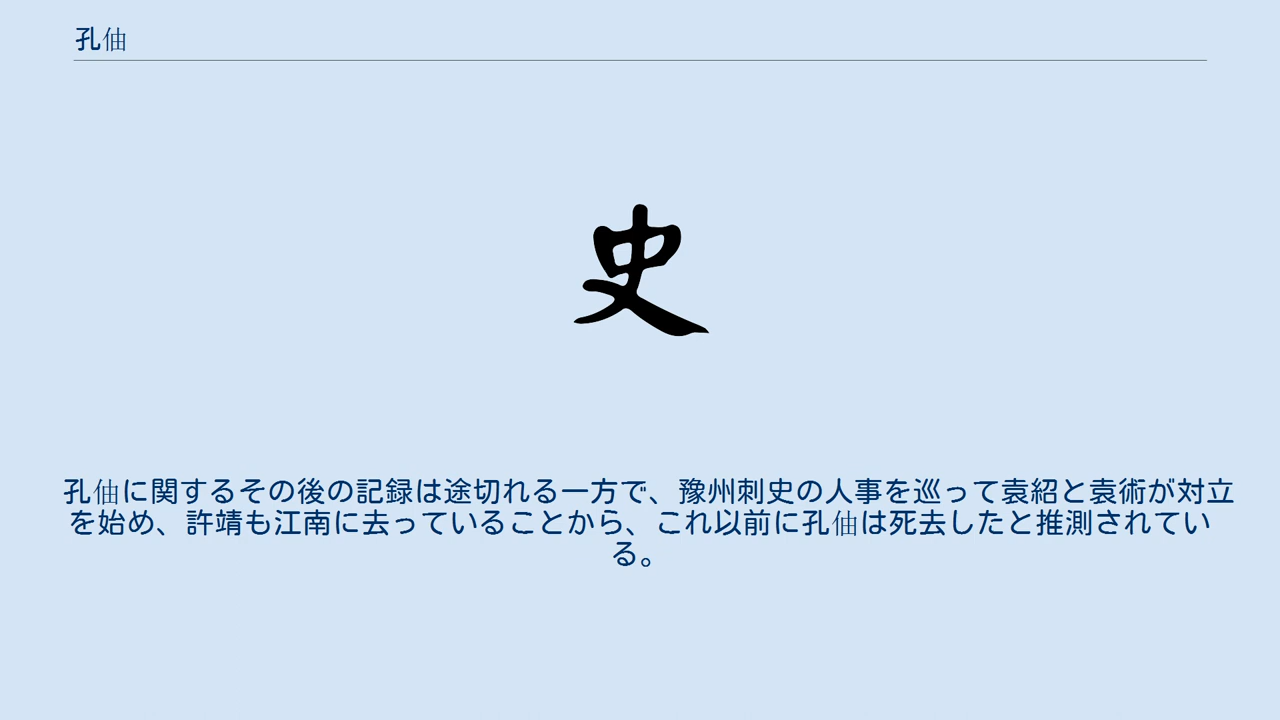 孔伷
史
孔伷に関するその後の記録は途切れる一方で、豫州刺史の人事を巡って袁紹と袁術が対立
を始め、許靖も江南に去っていることから、これ以前に孔伷は死去したと推測されてい
る。